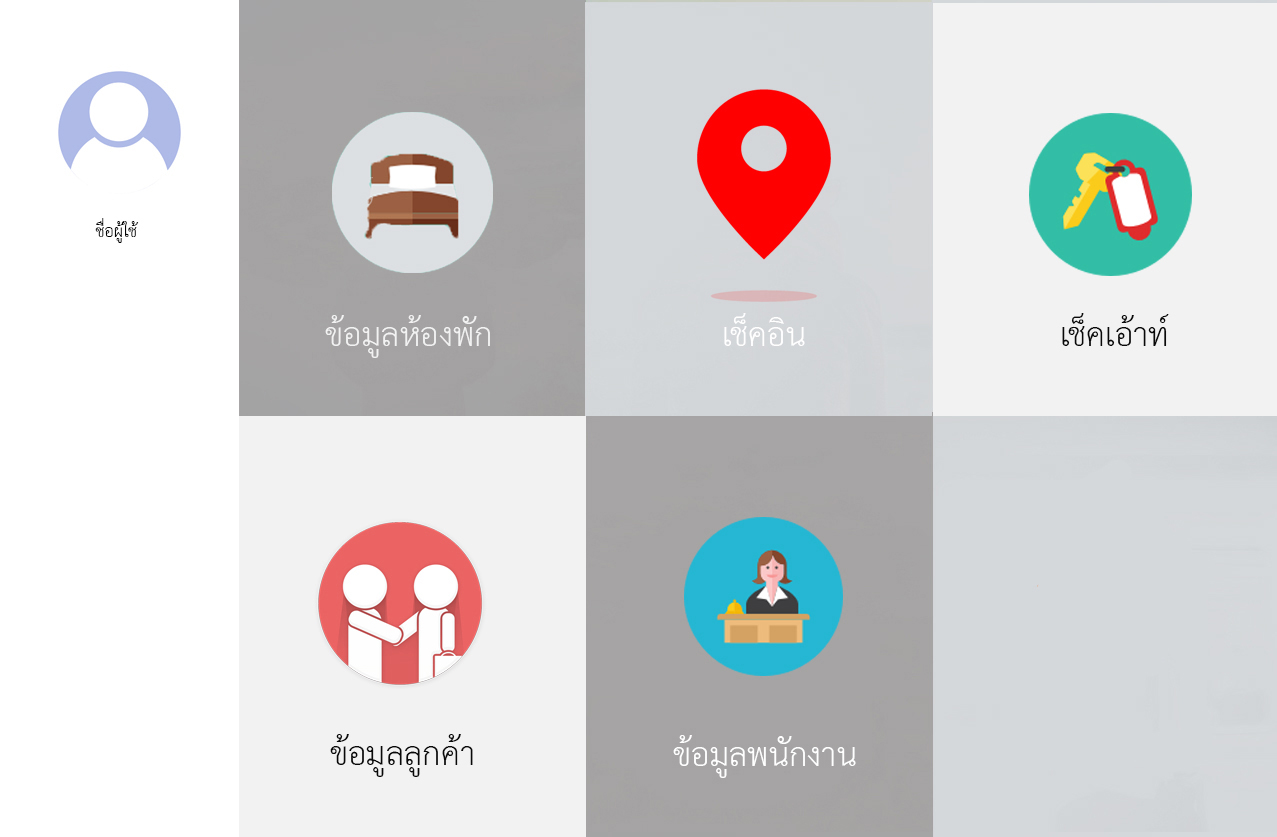 ชื่อผู้ใช้
ข้อมูลห้องพัก
เช็คอิน
เช็คเอ้าท์
ข้อมูลลูกค้า
ข้อมูลพนักงาน